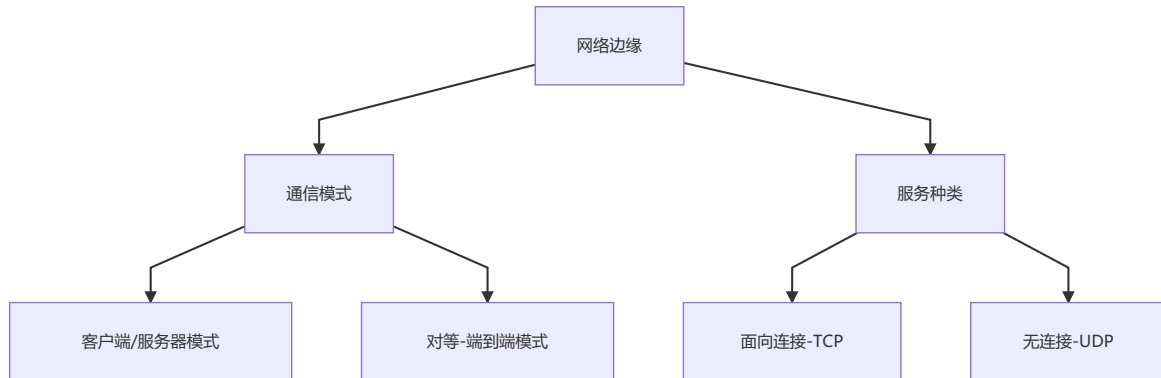 网络边缘
通信模式
服务种类
客户端/服务器模式
对等-端到端模式
面向连接-TCP
无连接-UDP